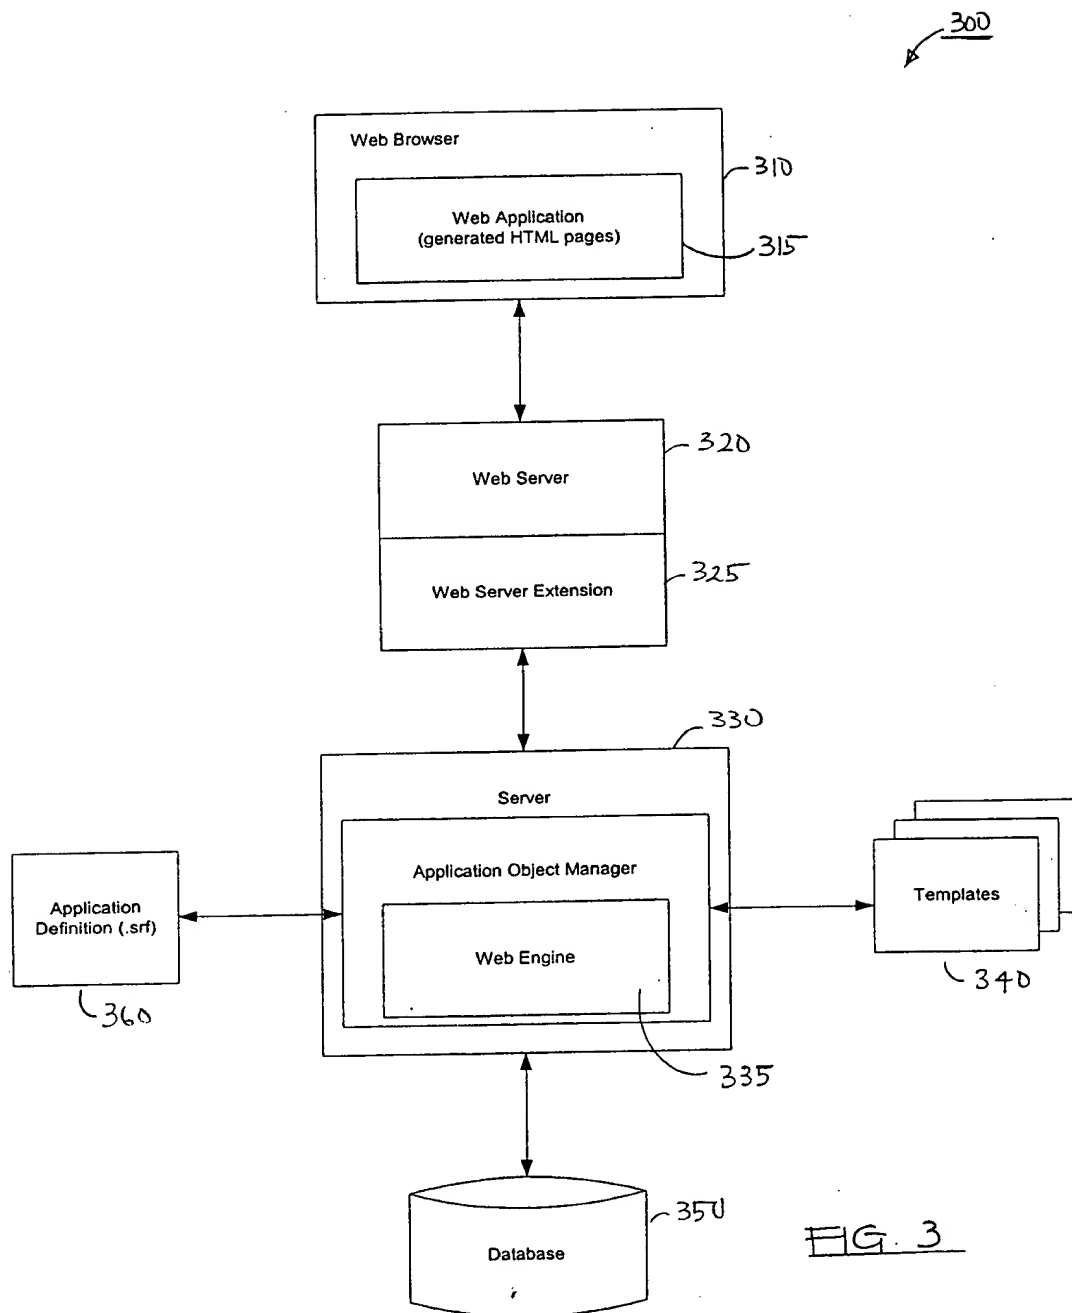 300
Web Browser
310
Web Application
(generated HTML pages)
315
320
Web Server
325
Web Server Extension
330
Server
Application Object Manager
Application
Definition (.srf)
Templates
Web Engine
340
360
335
350
Database
FIG. 3